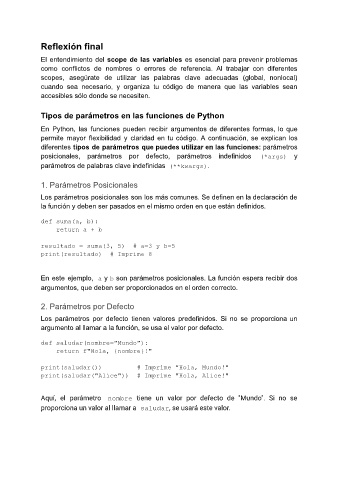 Reflexión final
El entendimiento del scope de las variables es esencial para prevenir problemas
como conflictos de nombres o errores de referencia. Al trabajar con diferentes
scopes, asegúrate de utilizar las palabras clave adecuadas (global, nonlocal)
cuando sea necesario, y organiza tu código de manera que las variables sean
accesibles sólo donde se necesiten.
Tipos de parámetros en las funciones de Python
En Python, las funciones pueden recibir argumentos de diferentes formas, lo que
permite mayor flexibilidad y claridad en tu código. A continuación, se explican los
diferentes tipos de parámetros que puedes utilizar en las funciones: parámetros
posicionales, parámetros por defecto, parámetros indefinidos (*args) y
parámetros de palabras clave indefinidas (**kwargs).
1. Parámetros Posicionales
Los parámetros posicionales son los más comunes. Se definen en la declaración de
la función y deben ser pasados en el mismo orden en que están definidos.
def suma(a, b):
return a + b
resultado = suma(3, 5) # a=3 y b=5
print(resultado) # Imprime 8
En este ejemplo, a y b son parámetros posicionales. La función espera recibir dos
argumentos, que deben ser proporcionados en el orden correcto.
2. Parámetros por Defecto
Los parámetros por defecto tienen valores predefinidos. Si no se proporciona un
argumento al llamar a la función, se usa el valor por defecto.
def saludar(nombre="Mundo"):
return f"Hola, {nombre}!"
print(saludar()) # Imprime "Hola, Mundo!"
print(saludar("Alice")) # Imprime "Hola, Alice!"
Aquí, el parámetro nombre tiene un valor por defecto de "Mundo". Si no se
proporciona un valor al llamar a saludar, se usará este valor.